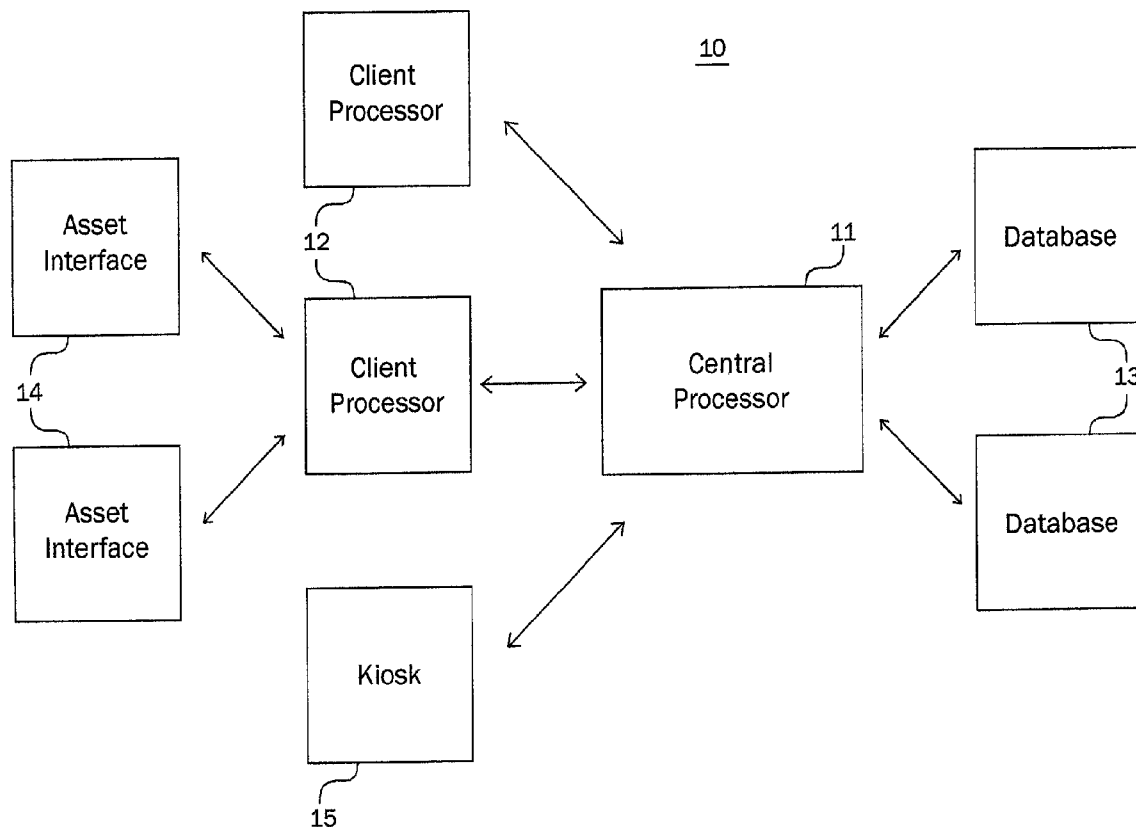 10
Client
Processor
Asset
Interface
12
11
Database
Client
Processor
Central
Processor
14
13
Asset
Interface
Database
Kiosk
15